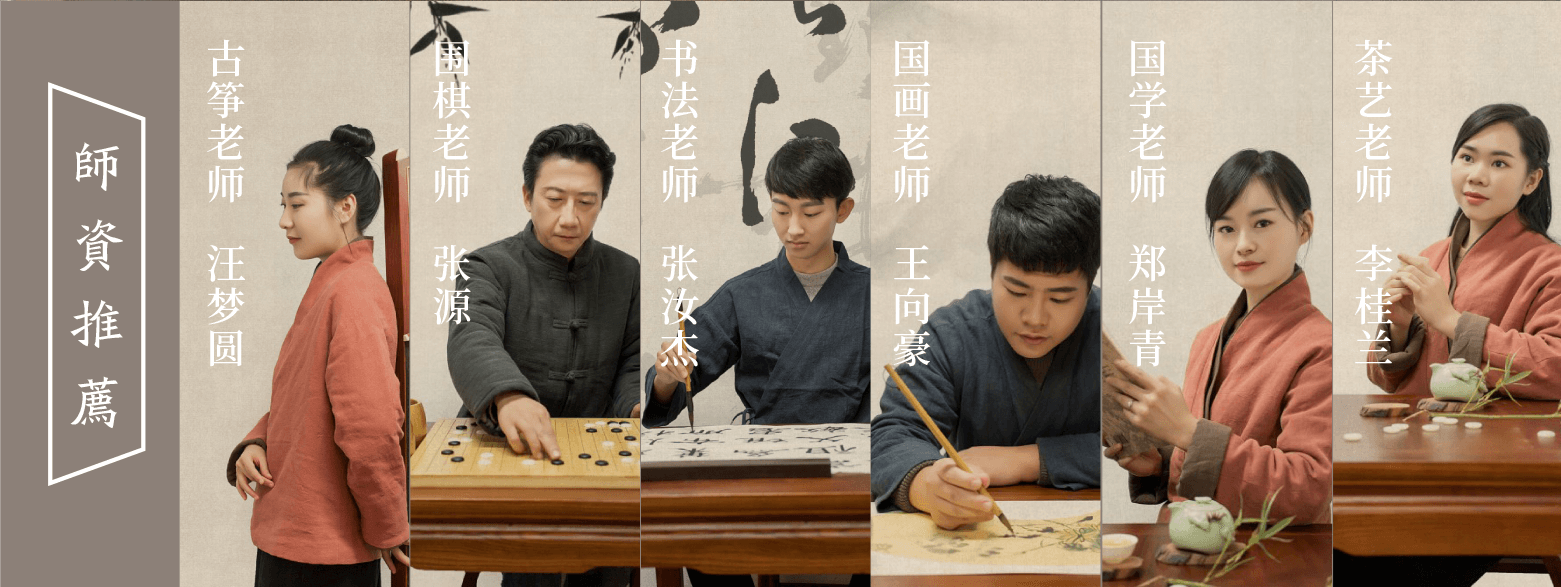 師資推薦
古筝老师 汪梦圆
围棋老师 张源
书法老师 张汝杰
国画老师 王向豪
国学老师 郑岸青
茶艺老师 李桂兰